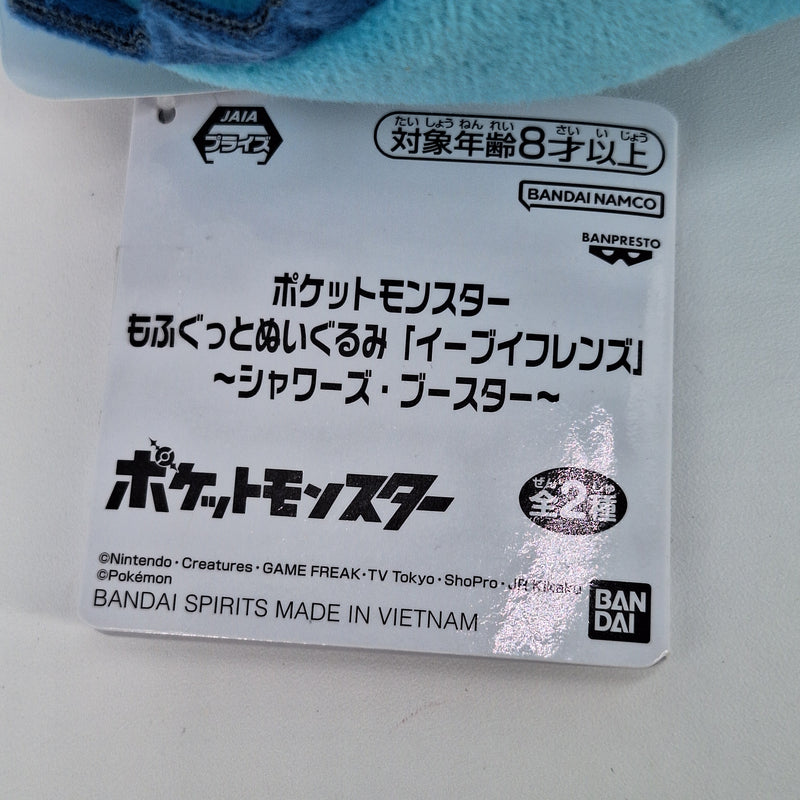 JAIA
プライズ
たいしょうねんれい さいいじょう
対象年齢8才以上
BANDAI NAMCO
BANPRESTO
ポケットモンスター
もふぐっとぬいぐるみ「イーブイフレンズ」
～シャワーズ・ブースター～
ポケットモンスター
ぜん しゅ
全2種
©Nintendo・Creatures・GAME FREAK・TV Tokyo・ShoPro・JR Kikaku
©Pokémon
BANDAI SPIRITS MADE IN VIETNAM
BAN
DAI